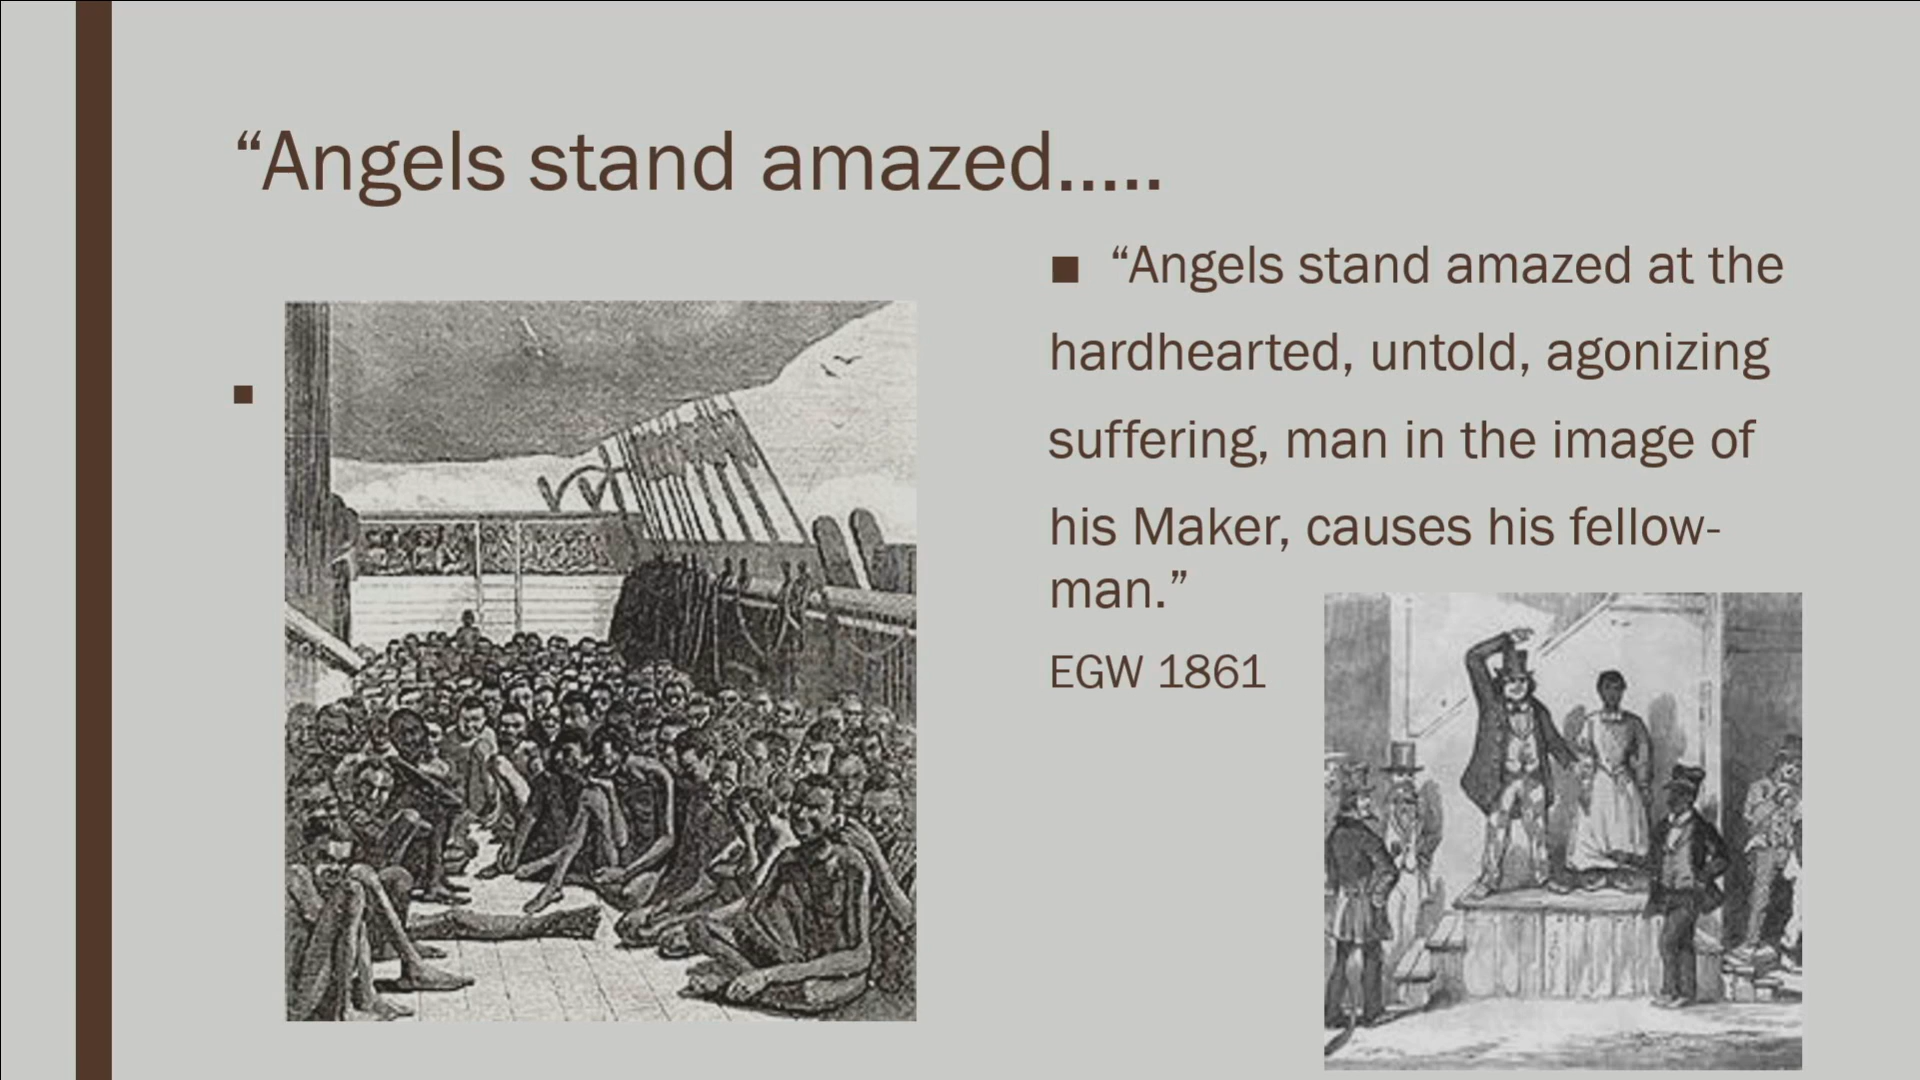 “Angels stand amazed.....
“Angels stand amazed at the
hardhearted, untold, agonizing
suffering, man in the image of
his Maker, causes his fellow-
man.”
EGW 1861